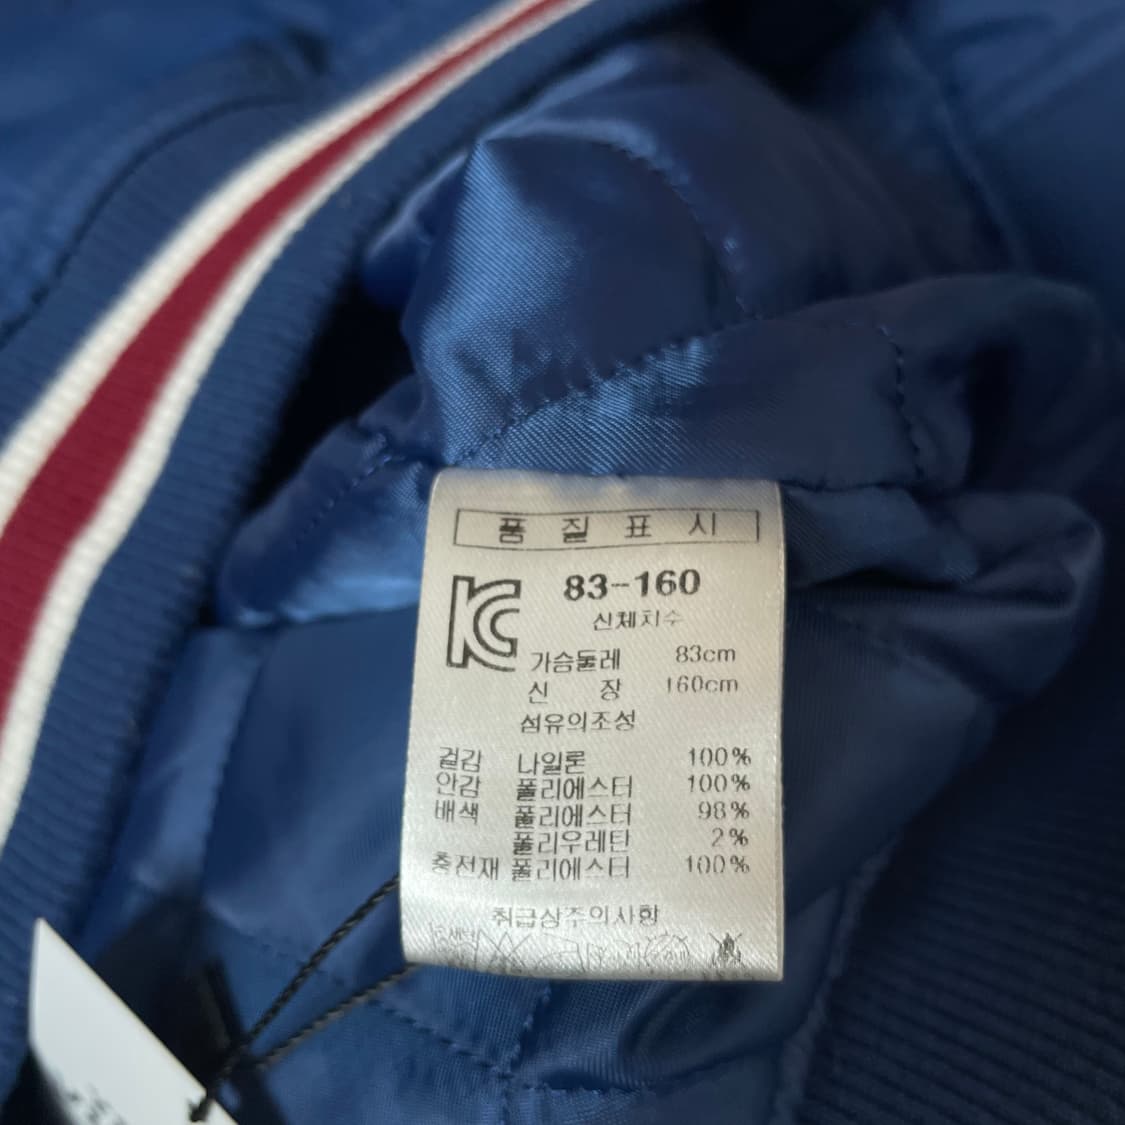 품 질 표 시
KC
83-160
신체치수
가슴둘레 83cm
신 장 160cm
섬유의조성
겉감 나일론 100%
안감 폴리에스터 100%
배색 폴리에스터 98%
폴리우레탄 2%
충전재 폴리에스터 100%
취급상주의사항